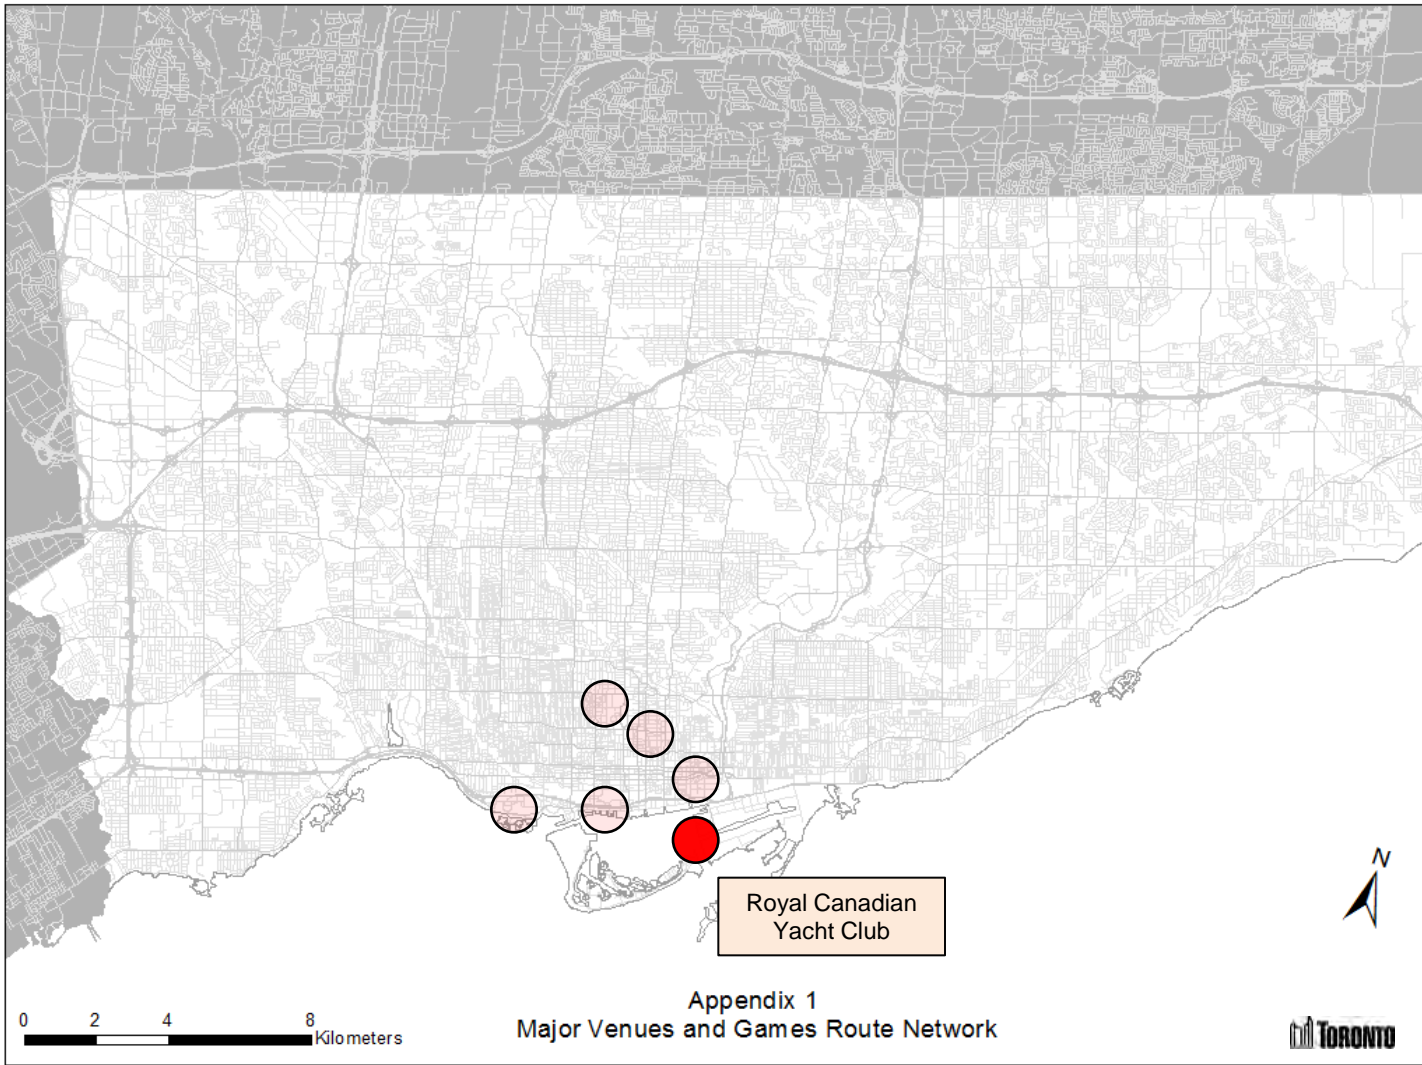 Royal Canadian
Yacht Club
N
Appendix 1
Major Venues and Games Route Network
0 2 4 8
Kilometers
TORONTO